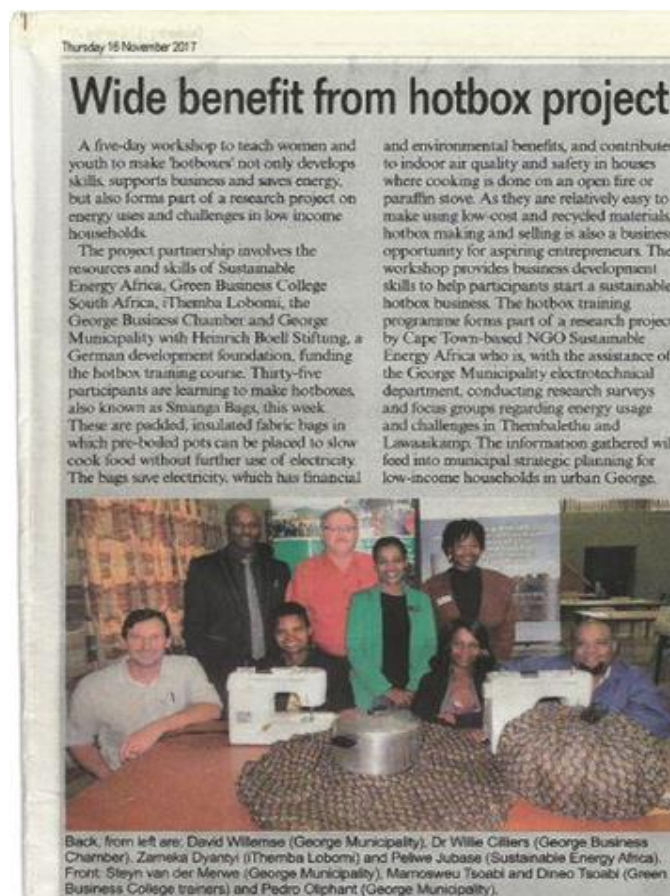 Thursday 16 November 2017
Wide benefit from hotbox project
A five-day workshop to teach women and
youth to make 'hotboxes' not only develops
skills, supports business and saves energy,
but also forms part of a research project on
energy uses and challenges in low income
households.
The project partnership involves the
resources and skills of Sustainable
Energy Africa, Green Business College
South Africa, iThemba Lobomi, the
George Business Chamber and George
Municipality with Heinrich Boell Stiftung, a
German development foundation, funding
the hotbox training course. Thirty-five
participants are learning to make hotboxes,
also known as Smanga Bags, this week.
These are padded, insulated fabric bags in
which pre-boiled pots can be placed to slow
cook food without further use of electricity.
The bags save electricity, which has financial
and environmental benefits, and contributes
to indoor air quality and safety in houses
where cooking is done on an open fire or
paraffin stove. As they are relatively easy to
make using low-cost and recycled materials,
hotbox making and selling is also a business
opportunity for aspiring entrepreneurs. The
workshop provides business development
skills to help participants start a sustainable
hotbox business. The hotbox training
programme forms part of a research project
by Cape Town-based NGO Sustainable
Energy Africa who is, with the assistance of
the George Municipality electrotechnical
department, conducting research surveys
and focus groups regarding energy usage
and challenges in Thembalethu and
Lawaaikamp. The information gathered wil
feed into municipal strategic planning for
low-income households in urban George.
Back, from left are: David Willemse (George Municipality), Dr Willie Cilliers (George Business
Chamber), Zameka Dyantyi (iThemba Lobomi) and Peliwe Jubase (Sustainable Energy Africa).
Front: Steyn van der Merwe (George Municipality), Mamosweu Tsoabi and Dineo Tsoabi (Green
Business College trainers) and Pedro Oliphant (George Municipality).